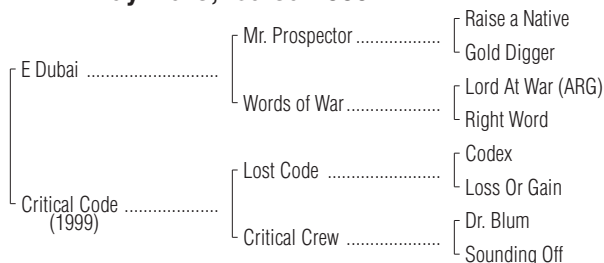 Raise a Native
Mr. Prospector ...................
Gold Digger
E Dubai .............................
Lord At War (ARG)
Words of War.....................
Right Word
Codex
Lost Code ......................
Loss Or Gain
Critical Code .....................
(1999)
Dr. Blum
Critical Crew .....................
Sounding Off